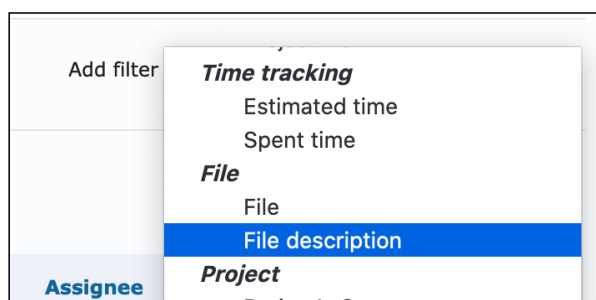 Add filter
Time tracking
Estimated time
Spent time
File
File
File description
Project
Assignee